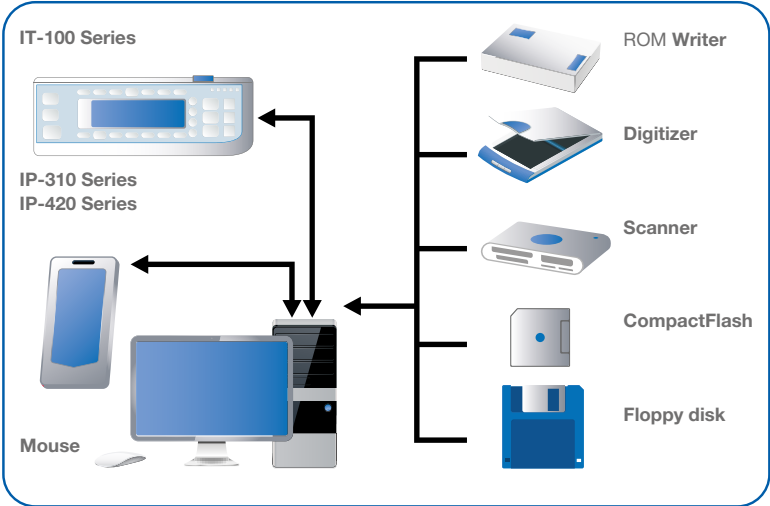 IT-100 Series
IP-310 Series
IP-420 Series
Mouse
ROM Writer
Digitizer
Scanner
CompactFlash
Floppy disk